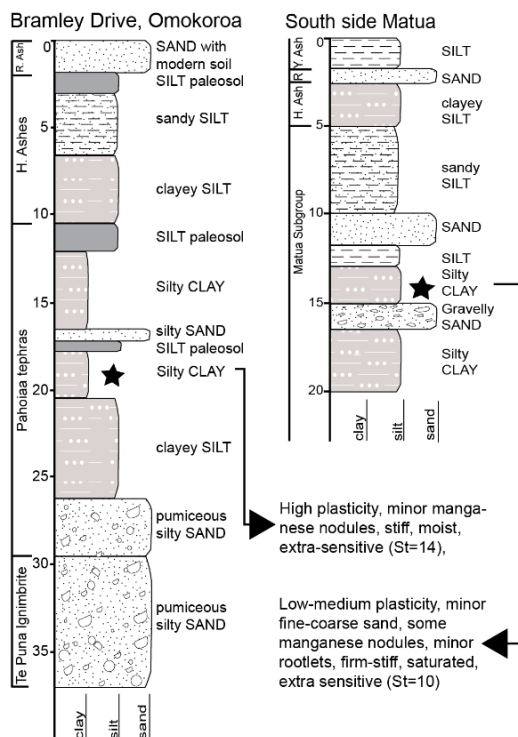 Bramley Drive, Omokoroa
R. Ash
H. Ashes
Pahoiaa tephras
Te Puna Ignimbrite
0
5
10
15
20
25
30
35
SAND with
modern soil
SILT paleosol
sandy SILT
clayey SILT
SILT paleosol
Silty CLAY
silty SAND
SILT paleosol
Silty CLAY
clayey SILT
pumiceous
silty SAND
pumiceous
silty SAND
clay
silt
sand
South side Matua
Y. Ash
R
H. Ash
Matua Subgroup
0
5
10
15
20
SILT
SAND
clayey
SILT
sandy
SILT
SAND
SILT
Silty
CLAY
Gravelly
SAND
Silty
CLAY
clay
silt
sand
High plasticity, minor manga-
nese nodules, stiff, moist,
extra-sensitive (St=14),
Low-medium plasticity, minor
fine-coarse sand, some
manganese nodules, minor
rootlets, firm-stiff, saturated,
extra sensitive (St=10)